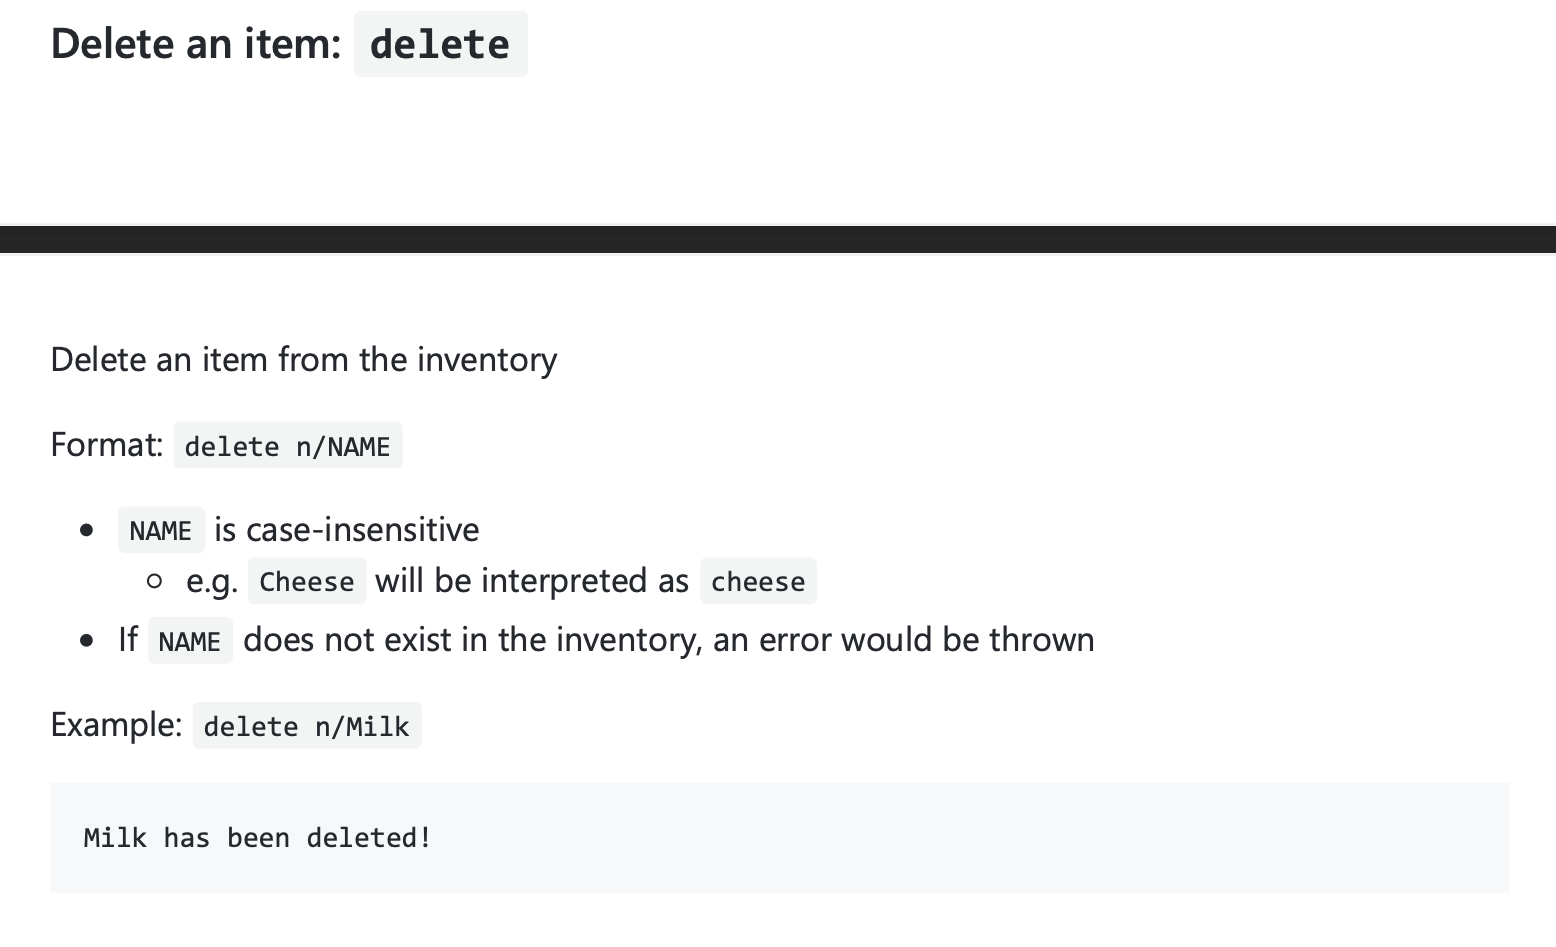 Delete an item: delete
Delete an item from the inventory
Format: delete n/NAME
NAME is case-insensitive
e.g. Cheese will be interpreted as cheese
If NAME does not exist in the inventory, an error would be thrown
Example: delete n/Milk
Milk has been deleted!